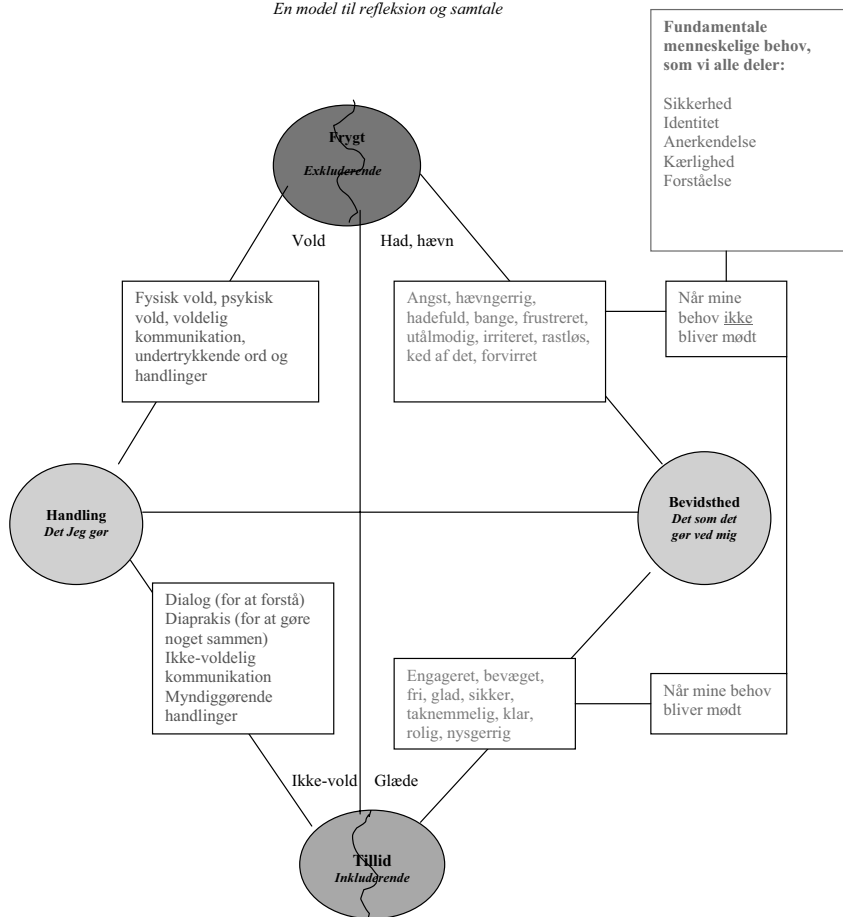 En model til refleksion og samtale
Fundamentale
menneskelige behov,
som vi alle deler:
Sikkerhed
Identitet
Anerkendelse
Kærlighed
Forståelse
Frygt
Exkluderende
Vold
Had, hævn
Fysisk vold, psykisk
vold, voldelig
kommunikation,
undertrykkende ord og
handlinger
Angst, hævngerrig,
hadefuld, bange, frustreret,
utålmodig, irriteret, rastløs,
ked af det, forvirret
Når mine
behov ikke
bliver mødt
Handling
Det Jeg gør
Bevidsthed
Det som det
gør ved mig
Dialog (for at forstå)
Diaprakis (for at gøre
noget sammen)
Ikke-voldelig
kommunikation
Myndiggørende
handlinger
Engageret, bevæget,
fri, glad, sikker,
taknemmelig, klar,
rolig, nysgerrig
Når mine behov
bliver mødt
Ikke-vold
Glæde
Tillid
Inkluderende